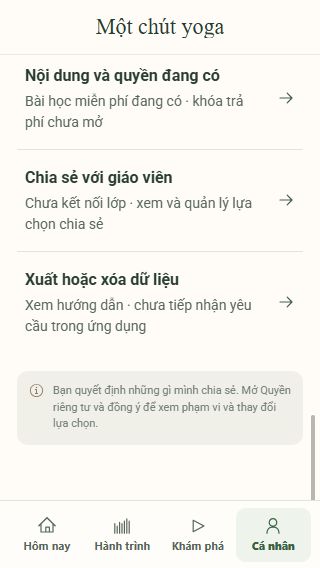 Một chút yoga
Nội dung và quyền đang có
Bài học miễn phí đang có · khóa trả
phí chưa mở
Chia sẻ với giáo viên
Chưa kết nối lớp · xem và quản lý lựa
chọn chia sẻ
Xuất hoặc xóa dữ liệu
Xem hướng dẫn · chưa tiếp nhận yêu
cầu trong ứng dụng
Bạn quyết định những gì mình chia sẻ. Mở Quyền
riêng tư và đồng ý để xem phạm vi và thay đổi
lựa chọn.
Hôm nay
Hành trình
Khám phá
Cá nhân